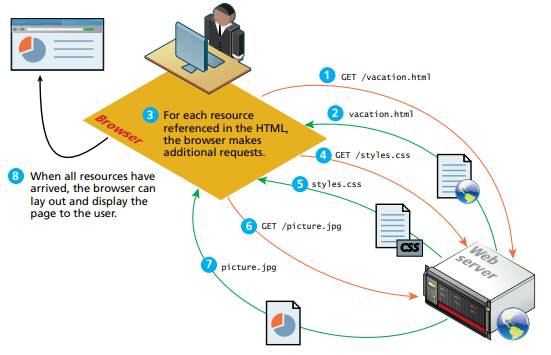 1 GET /vacation.html
2 vacation.html
3 For each resource
referenced in the HTML,
the browser makes
additional requests.
Browser
4 GET /styles.css
5 styles.css
6 GET /picture.jpg
7 picture.jpg
8 When all resources have
arrived, the browser can
lay out and display the
page to the user.
CSS
Web
server